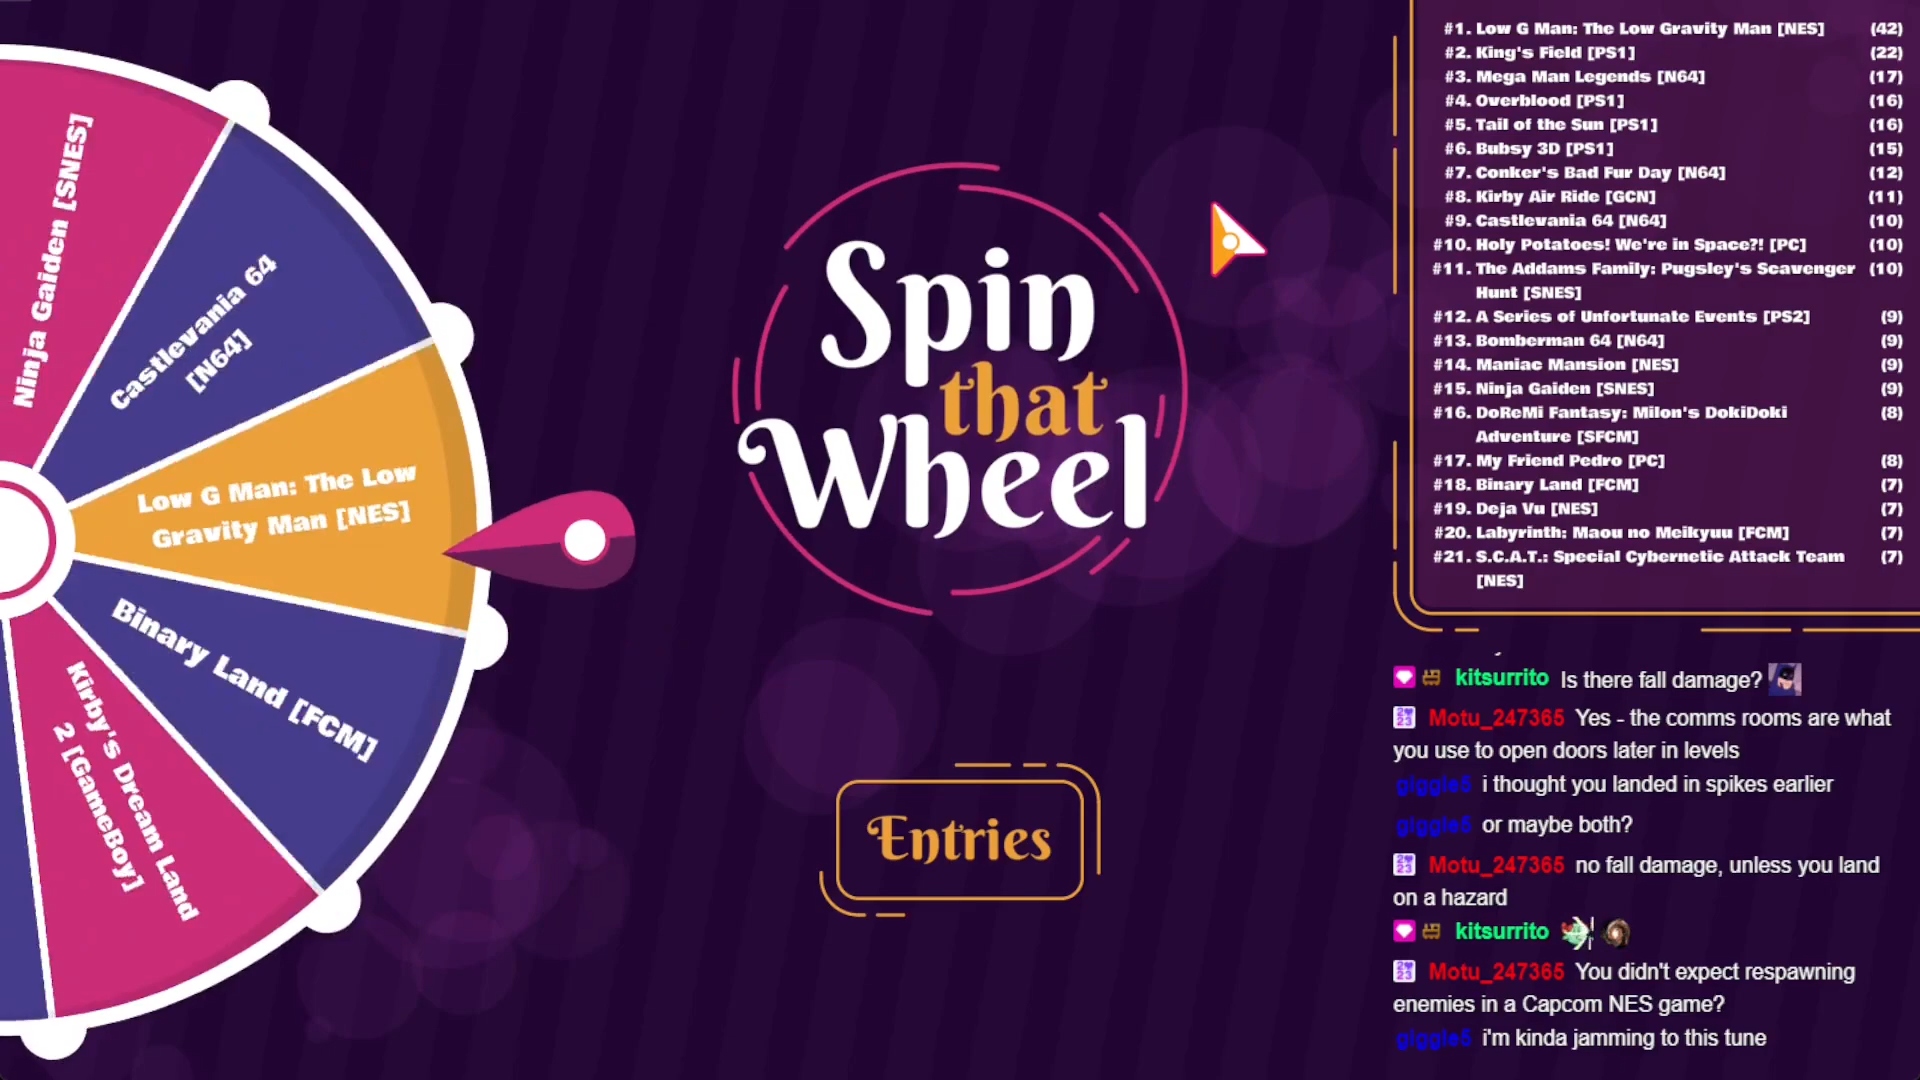 Ninja Gaiden [SNES]
Castlevania 64
[N64]
Low G Man: The Low
Gravity Man [NES]
Binary Land [FCM]
Kirby's Dream Land
2 [GameBoy]
Spin
that
Wheel
Entries
#1. Low G Man: The Low Gravity Man [NES] (42)
#2. King's Field [PS1] (22)
#3. Mega Man Legends [N64] (17)
#4. Overblood [PS1] (16)
#5. Tail of the Sun [PS1] (16)
#6. Bubsy 3D [PS1] (15)
#7. Conker's Bad Fur Day [N64] (12)
#8. Kirby Air Ride [GCN] (11)
#9. Castlevania 64 [N64] (10)
#10. Holy Potatoes! We're in Space?! [PC] (10)
#11. The Addams Family: Pugsley's Scavenger (10)
Hunt [SNES]
#12. A Series of Unfortunate Events [PS2] (9)
#13. Bomberman 64 [N64] (9)
#14. Maniac Mansion [NES] (9)
#15. Ninja Gaiden [SNES] (9)
#16. DoReMi Fantasy: Milon's DokiDoki (8)
Adventure [SFCM]
#17. My Friend Pedro [PC] (8)
#18. Binary Land [FCM] (7)
#19. Deja Vu [NES] (7)
#20. Labyrinth: Maou no Meikyuu [FCM] (7)
#21. S.C.A.T.: Special Cybernetic Attack Team (7)
[NES]
kitsurrito Is there fall damage?
Motu_247365 Yes - the comms rooms are what
you use to open doors later in levels
giggle5 i thought you landed in spikes earlier
giggle5 or maybe both?
Motu_247365 no fall damage, unless you land
on a hazard
kitsurrito
Motu_247365 You didn't expect respawning
enemies in a Capcom NES game?
giggle5 i'm kinda jamming to this tune